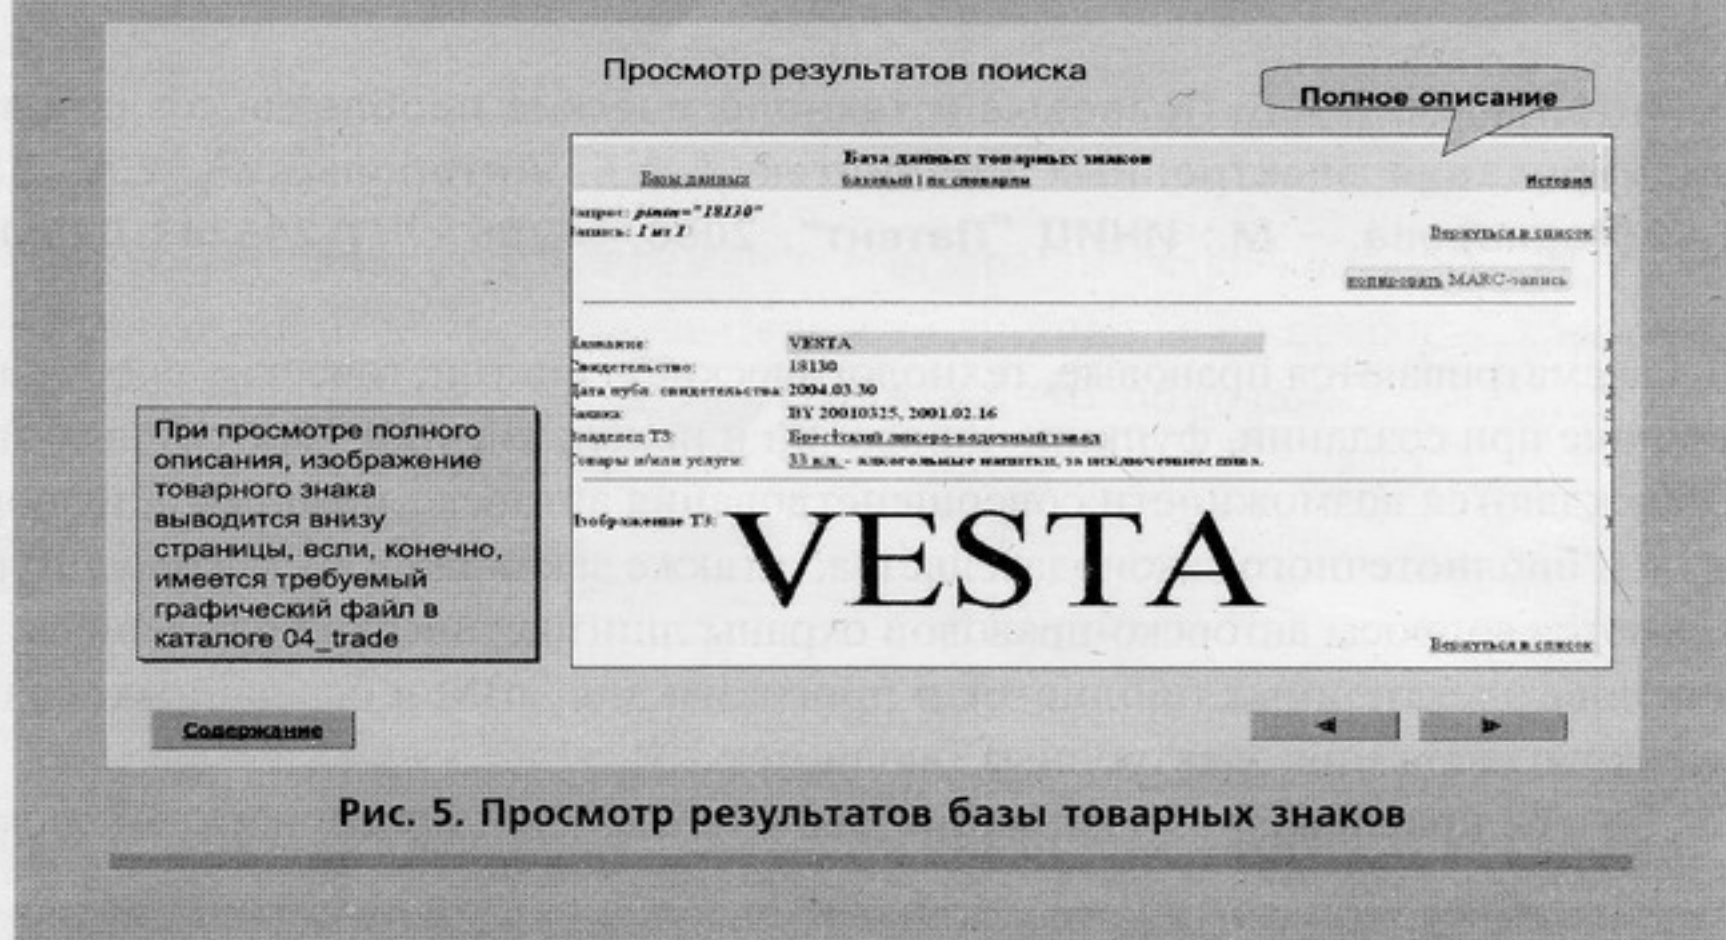 Просмотр результатов поиска
Полное описание
База данных товарных знаков
Базы данных базовый | по словарям История
Запрос: pnmin="18130"
Запись: 1 из 1 Вернуться в список
копировать MARC-запись
Название: VESTA
Свидетельство: 18130
Дата публ. свидетельства: 2004.03.30
Заявка: BY 20010325, 2001.02.16
Владелец ТЗ: Брестский ликеро-водочный завод
Товары и/или услуги: 33 кл. - алкогольные напитки, за исключением пива.
Изображение ТЗ: VESTA
Вернуться в список
При просмотре полного
описания, изображение
товарного знака
выводится внизу
страницы, если, конечно,
имеется требуемый
графический файл в
каталоге 04_trade
Содержание
Рис. 5. Просмотр результатов базы товарных знаков